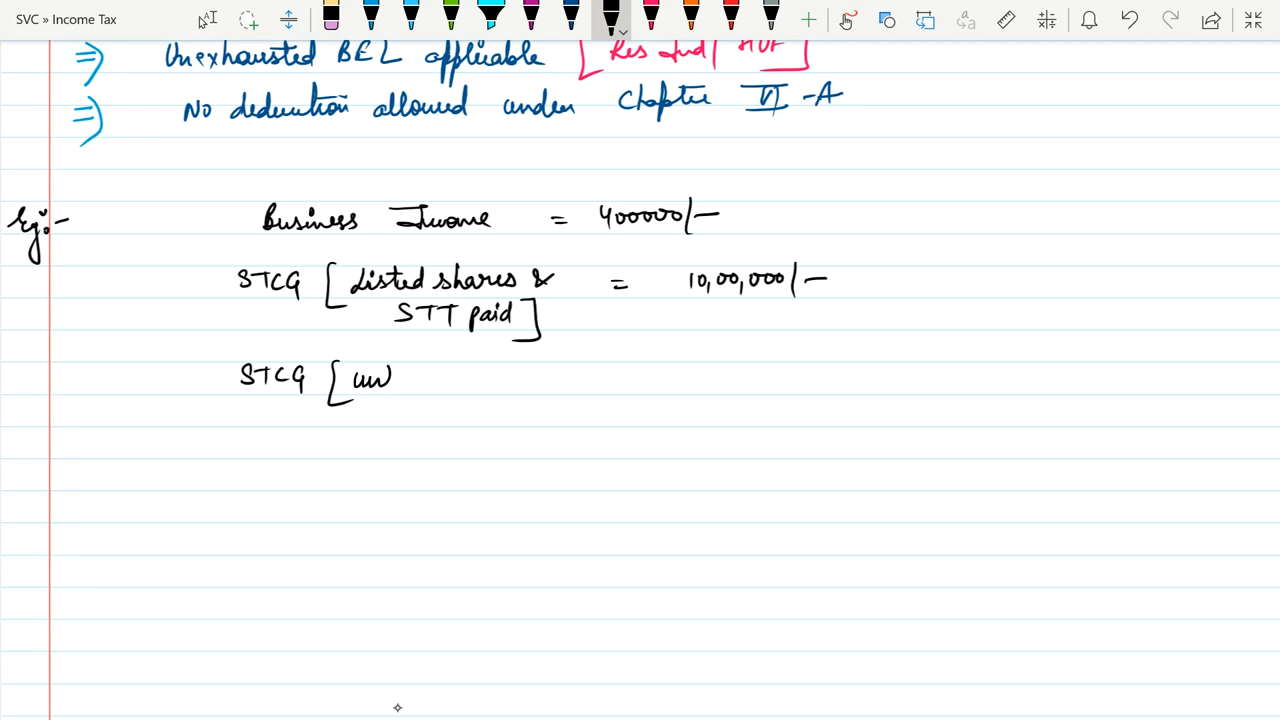 SVC » Income Tax
⇒ Unexhausted BEL applicable [Res Ind/ HUF]
⇒ No deduction allowed under Chapter VI-A
Eg:- Business Income = 400000/-
STCG [Listed shares &
STT paid] = 10,00,000/-
STCG [un